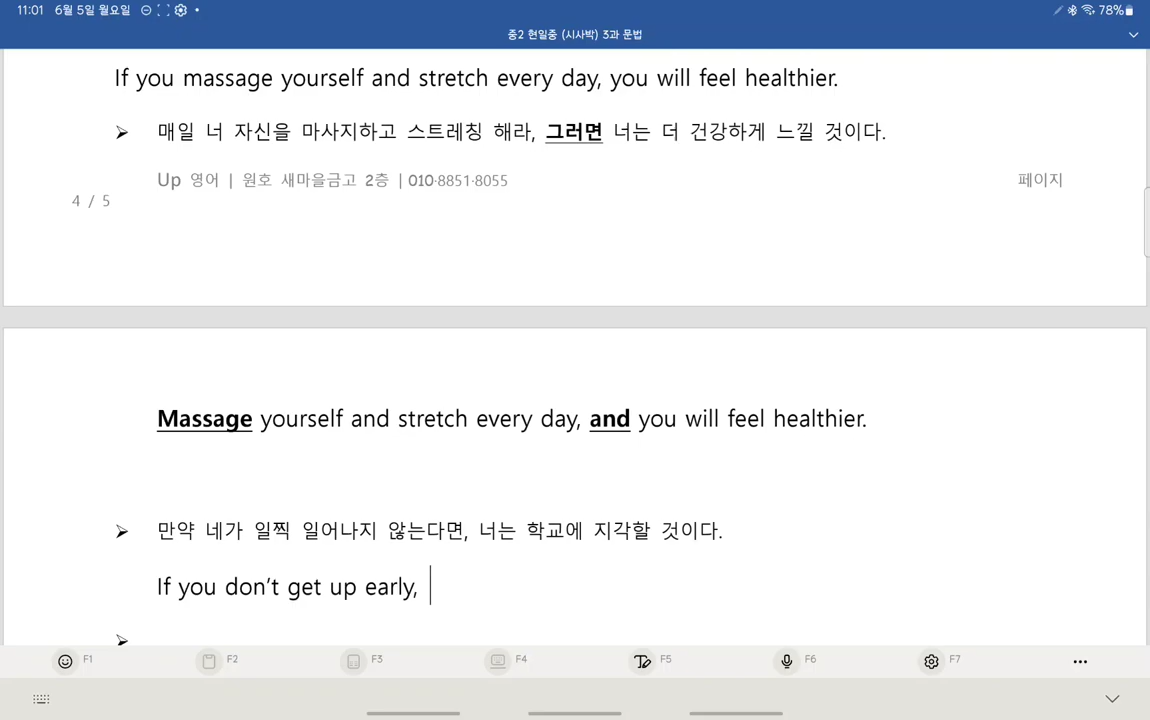 11:01 6월 5일 월요일 78%
중2 현일중 (시사박) 3과 문법
If you massage yourself and stretch every day, you will feel healthier.
➢ 매일 너 자신을 마사지하고 스트레칭 해라, 그러면 너는 더 건강하게 느낄 것이다.
Up 영어 | 원호 새마을금고 2층 | 010·8851·8055 페이지
4 / 5
Massage yourself and stretch every day, and you will feel healthier.
➢ 만약 네가 일찍 일어나지 않는다면, 너는 학교에 지각할 것이다.
If you don't get up early,
➢
F1 F2 F3 F4 F5 F6 F7